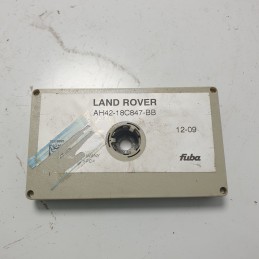 LAND ROVER
AH42-18C847-BB
12-09
fuba